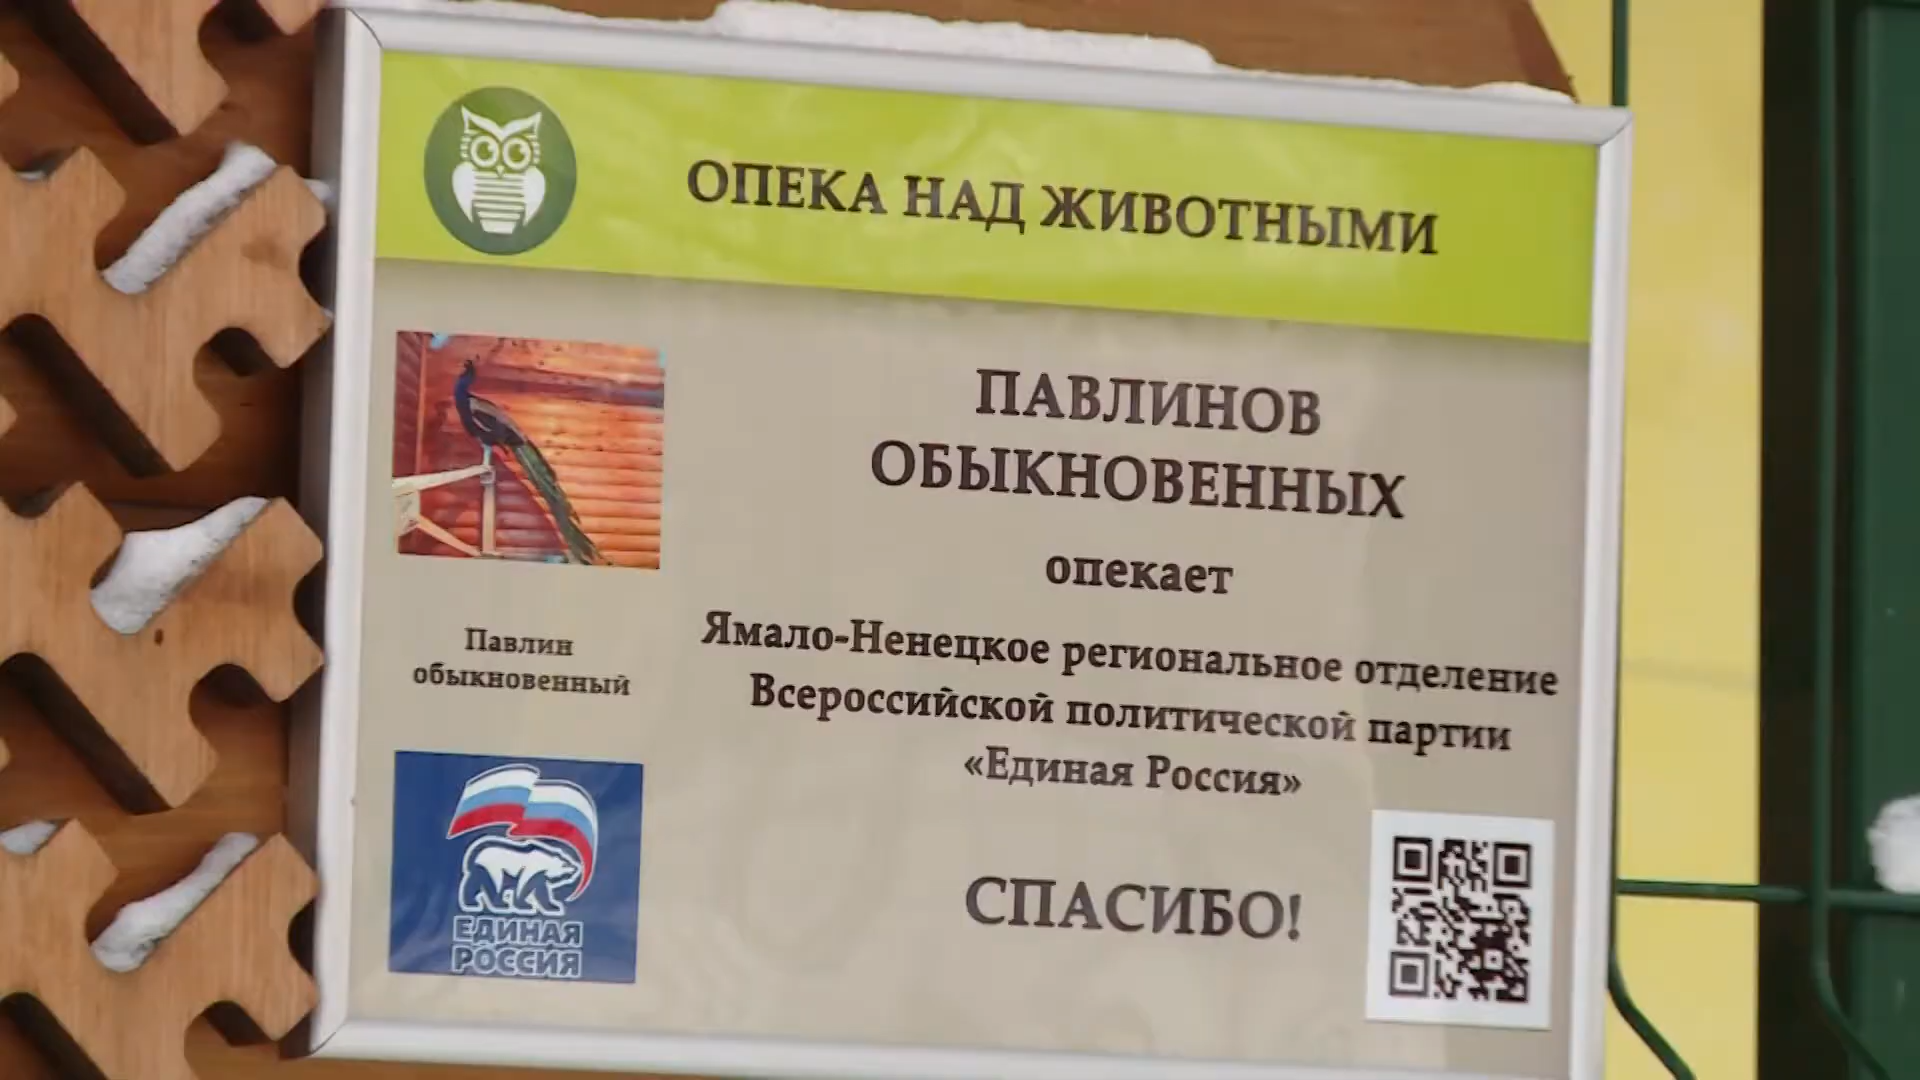 ОПЕКА НАД ЖИВОТНЫМИ
ПАВЛИНОВ
ОБЫКНОВЕННЫХ
опекает
Ямало-Ненецкое региональное отделение
Всероссийской политической партии
«Единая Россия»
СПАСИБО!
Павлин
обыкновенный
ЕДИНАЯ
РОССИЯ